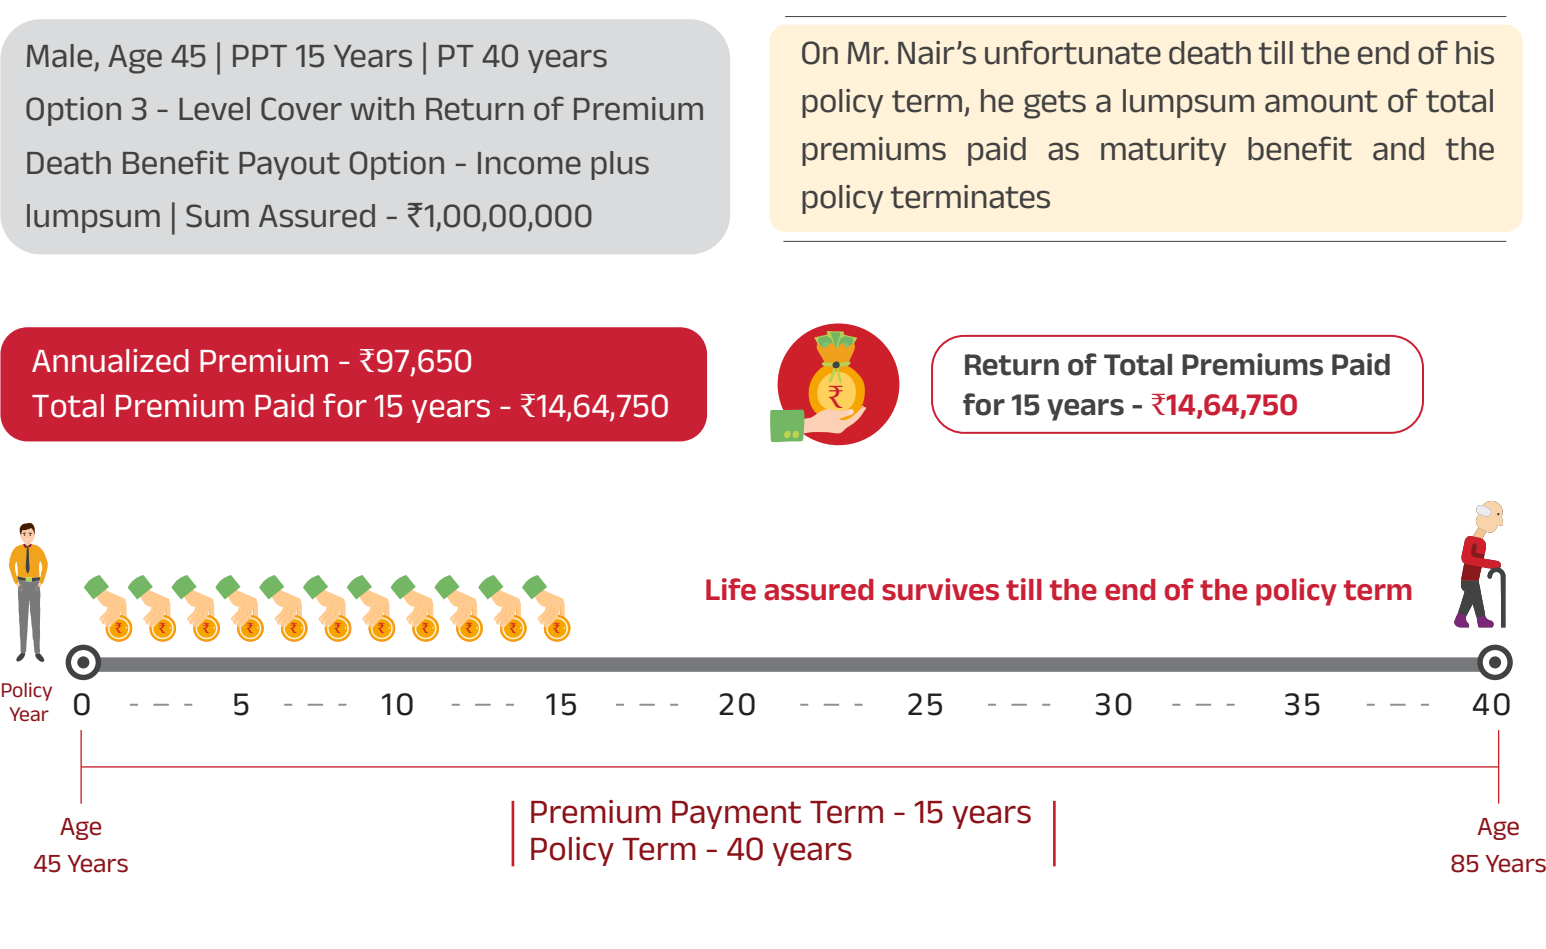 Male, Age 45 | PPT 15 Years | PT 40 years
Option 3 - Level Cover with Return of Premium
Death Benefit Payout Option - Income plus
lumpsum | Sum Assured - ₹1,00,00,000
On Mr. Nair’s unfortunate death till the end of his
policy term, he gets a lumpsum amount of total
premiums paid as maturity benefit and the
policy terminates
Annualized Premium - ₹97,650
Total Premium Paid for 15 years - ₹14,64,750
₹
Return of Total Premiums Paid
for 15 years - ₹14,64,750
Life assured survives till the end of the policy term
₹ ₹ ₹ ₹ ₹ ₹ ₹ ₹ ₹ ₹ ₹
Policy
Year
0 - - - 5 - - - 10 - - - 15 - - - 20 - - - 25 - - - 30 - - - 35 - - - 40
Premium Payment Term - 15 years
Policy Term - 40 years
Age
45 Years
Age
85 Years